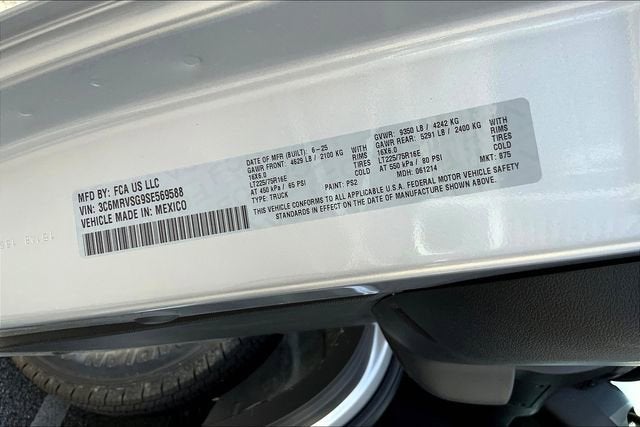 MFD BY: FCA US LLC
VIN: 3C6MRVSG9SE569588
VEHICLE MADE IN: MEXICO
DATE OF MFR (BUILT): 6-25
GAWR FRONT: 4629 LB / 2100 KG WITH
16X6.0 RIMS
LT225/75R16E TIRES
AT 450 kPa / 65 PSI COLD
TYPE: TRUCK PAINT: PS2
GVWR: 9350 LB / 4242 KG
GAWR REAR: 5291 LB / 2400 KG WITH
16X6.0 RIMS
LT225/75R16E TIRES
AT 550 kPa / 80 PSI COLD
MDH: 061214 MKT: 875
THIS VEHICLE CONFORMS TO ALL APPLICABLE U.S.A. FEDERAL MOTOR VEHICLE SAFETY
STANDARDS IN EFFECT ON DATE OF MANUFACTURE SHOWN ABOVE.